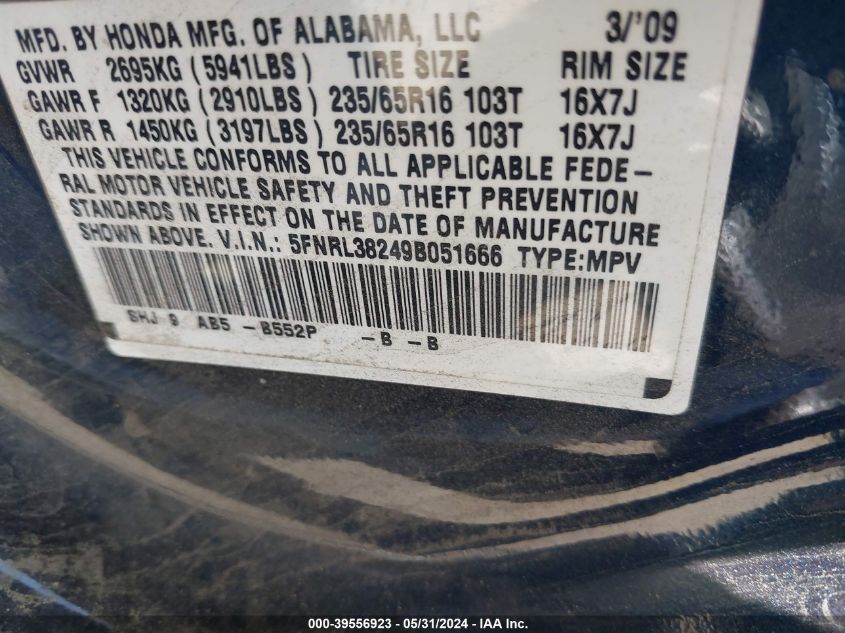 MFD. BY HONDA MFG. OF ALABAMA, LLC 3/'09
GVWR 2695KG (5941LBS) TIRE SIZE RIM SIZE
GAWR F 1320KG (2910LBS) 235/65R16 103T 16X7J
GAWR R 1450KG (3197LBS) 235/65R16 103T 16X7J
THIS VEHICLE CONFORMS TO ALL APPLICABLE FEDE-
RAL MOTOR VEHICLE SAFETY AND THEFT PREVENTION
STANDARDS IN EFFECT ON THE DATE OF MANUFACTURE
SHOWN ABOVE. V.I.N.: 5FNRL38249B051666 TYPE:MPV
SHJ 9 AB5 -B552P -B -B
000-39556923 - 05/31/2024 - IAA Inc.